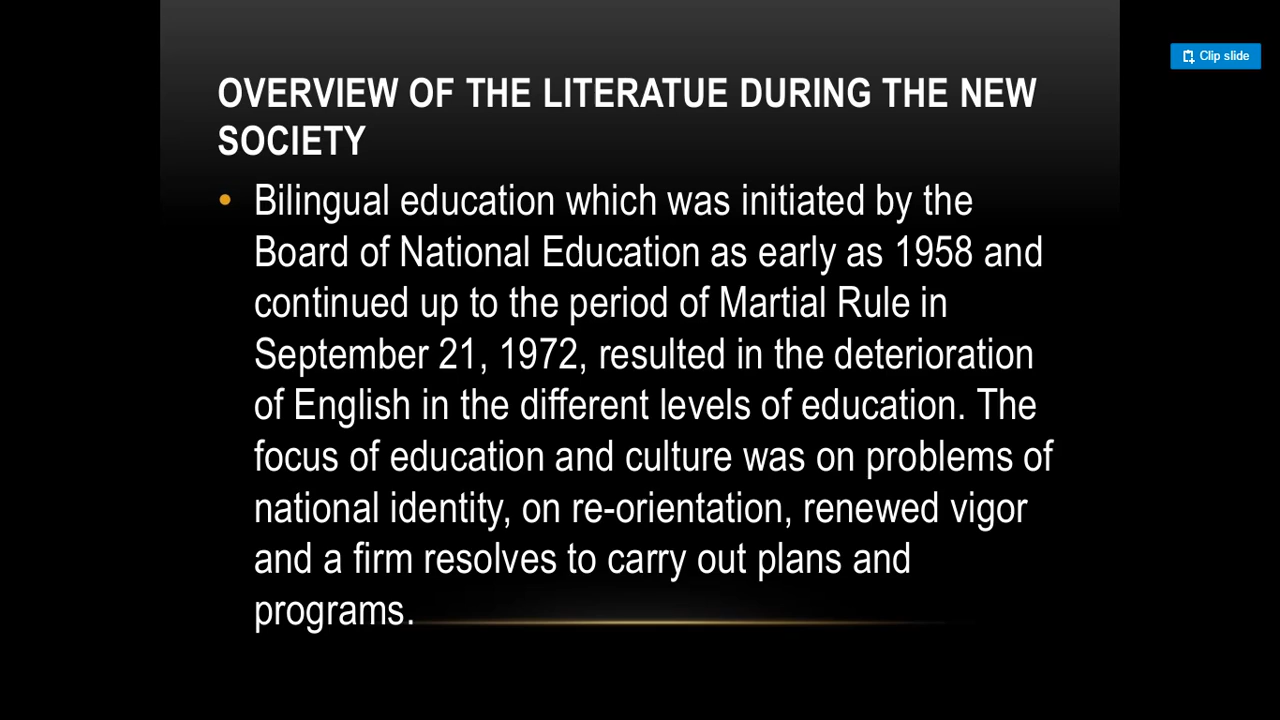 Clip slide
OVERVIEW OF THE LITERATUE DURING THE NEW
SOCIETY
• Bilingual education which was initiated by the
Board of National Education as early as 1958 and
continued up to the period of Martial Rule in
September 21, 1972, resulted in the deterioration
of English in the different levels of education. The
focus of education and culture was on problems of
national identity, on re-orientation, renewed vigor
and a firm resolves to carry out plans and
programs.